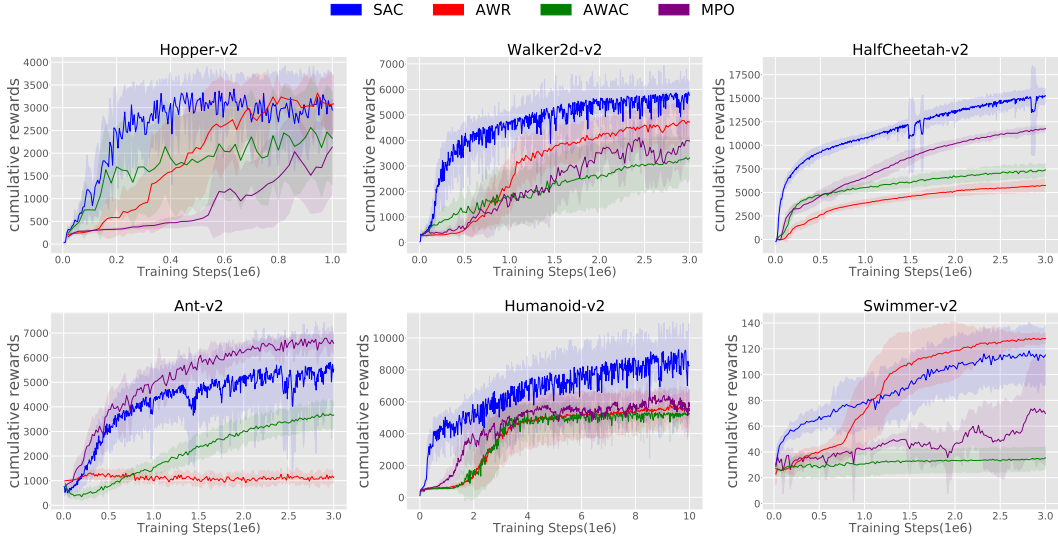 SAC AWR AWAC MPO
Hopper-v2 Walker2d-v2 HalfCheetah-v2
cumulative rewards
4000
3500
3000
2500
2000
1500
1000
500
0
0.0 0.2 0.4 0.6 0.8 1.0
Training Steps(1e6)
cumulative rewards
7000
6000
5000
4000
3000
2000
1000
0
0.0 0.5 1.0 1.5 2.0 2.5 3.0
Training Steps(1e6)
cumulative rewards
17500
15000
12500
10000
7500
5000
2500
0
0.0 0.5 1.0 1.5 2.0 2.5 3.0
Training Steps(1e6)
Ant-v2 Humanoid-v2 Swimmer-v2
cumulative rewards
7000
6000
5000
4000
3000
2000
1000
0
0.0 0.5 1.0 1.5 2.0 2.5 3.0
Training Steps(1e6)
cumulative rewards
10000
8000
6000
4000
2000
0
0 2 4 6 8 10
Training Steps(1e6)
cumulative rewards
140
120
100
80
60
40
20
0
0.0 0.5 1.0 1.5 2.0 2.5 3.0
Training Steps(1e6)